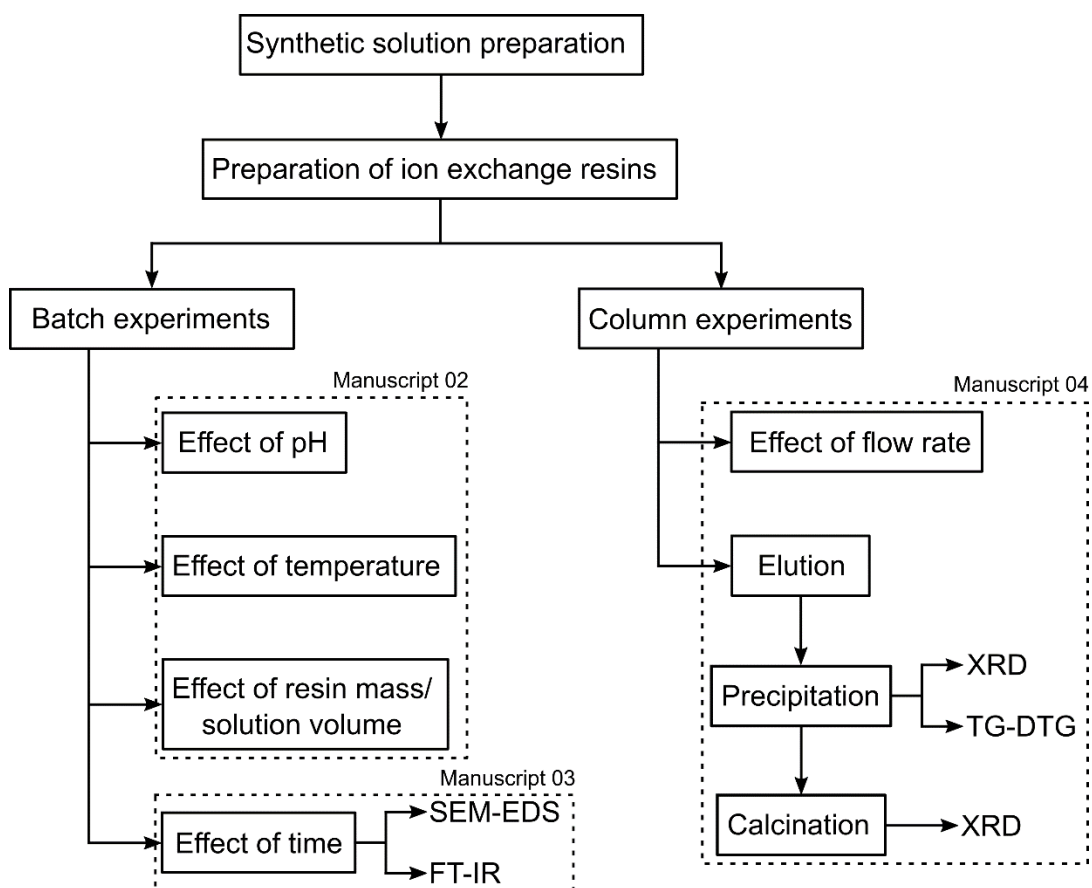 Synthetic solution preparation
Preparation of ion exchange resins
Batch experiments
Manuscript 02
Effect of pH
Effect of temperature
Effect of resin mass/
solution volume
Manuscript 03
Effect of time
SEM-EDS
FT-IR
Column experiments
Manuscript 04
Effect of flow rate
Elution
Precipitation
XRD
TG-DTG
Calcination
XRD